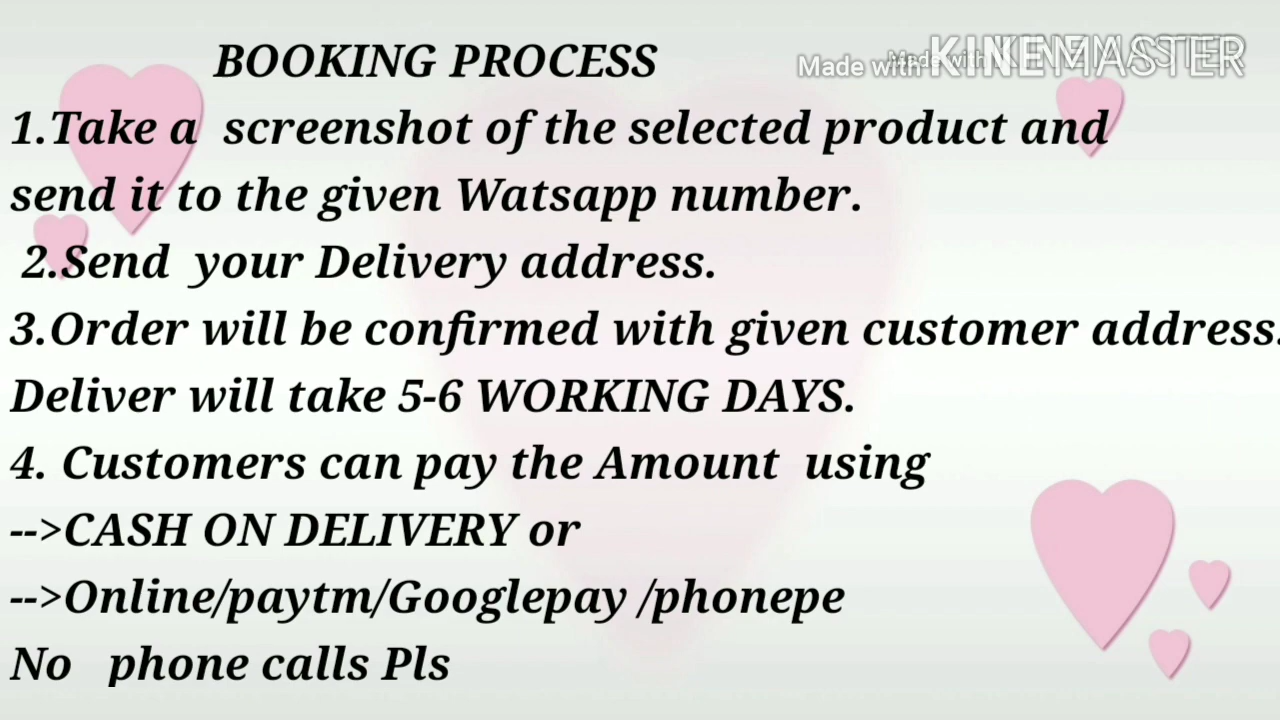 BOOKING PROCESS
Made with KINEMASTER
Made with KINEMASTER
1.Take a screenshot of the selected product and
send it to the given Watsapp number.
2.Send your Delivery address.
3.Order will be confirmed with given customer address.
Deliver will take 5-6 WORKING DAYS.
4. Customers can pay the Amount using
-->CASH ON DELIVERY or
-->Online/paytm/Googlepay /phonepe
No phone calls Pls